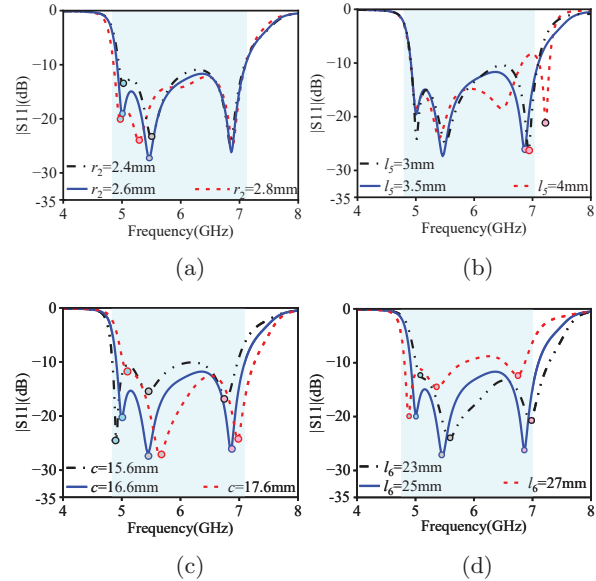 0
−10
−20
−30
-35
|S11|(dB)
r2=2.4mm
r2=2.6mm
r2=2.8mm
4
5
6
7
8
Frequency(GHz)
(a)
0
−10
−20
−30
-35
|S11|(dB)
l5=3mm
l5=3.5mm
l5=4mm
4
5
6
7
8
Frequency(GHz)
(b)
0
−10
−20
−30
-35
|S11|(dB)
c=15.6mm
c=16.6mm
c=17.6mm
4
5
6
7
8
Frequency(GHz)
(c)
0
−10
−20
−30
-35
|S11|(dB)
l6=23mm
l6=25mm
l6=27mm
4
5
6
7
8
Frequency(GHz)
(d)